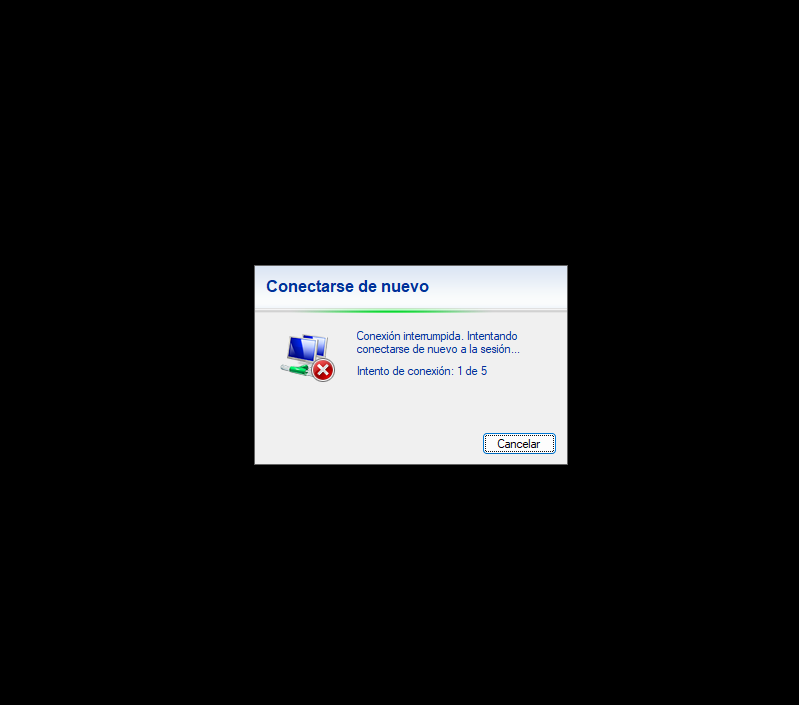 Conectarse de nuevo
Conexión interrumpida. Intentando
conectarse de nuevo a la sesión...
Intento de conexión: 1 de 5
Cancelar